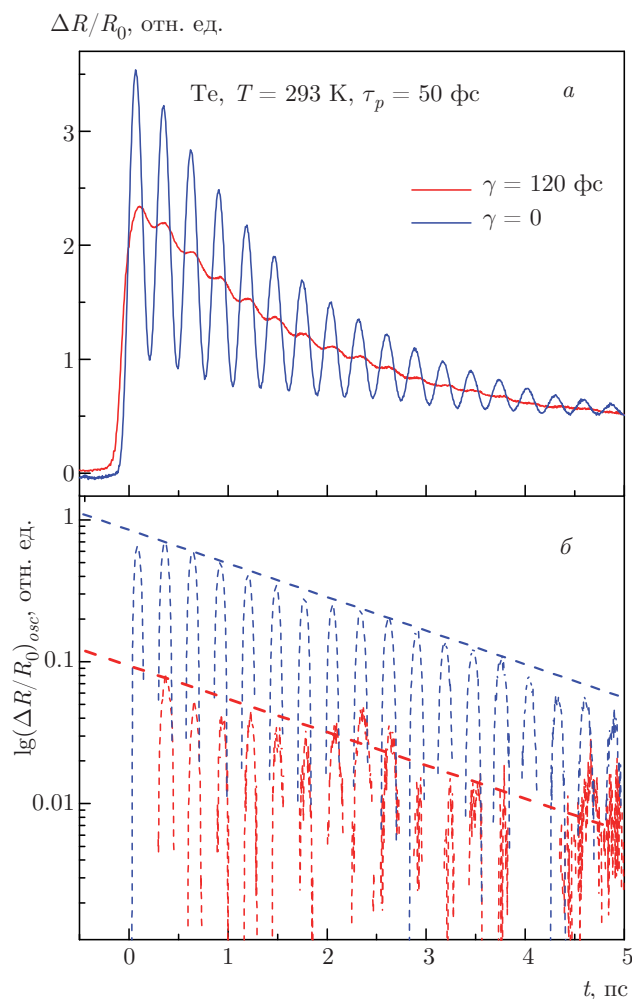 ΔR/R₀, отн. ед.
Te, T = 293 K, τₚ = 50 фс
а
γ = 120 фс
γ = 0
3
2
1
0
lg(ΔR/R₀)ₒₛ꜀, отн. ед.
б
1
0.1
0.01
0
1
2
3
4
5
t, пс